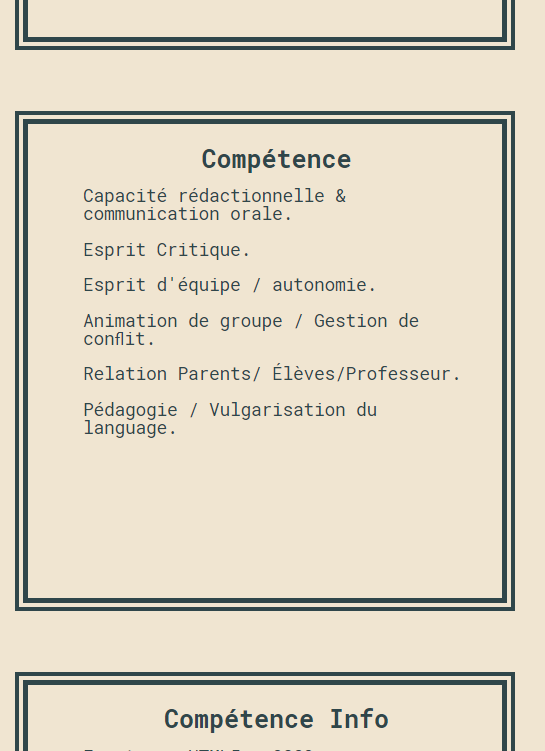 Compétence
Capacité rédactionnelle &
communication orale.
Esprit Critique.
Esprit d'équipe / autonomie.
Animation de groupe / Gestion de
conflit.
Relation Parents/ Élèves/Professeur.
Pédagogie / Vulgarisation du
language.
Compétence Info